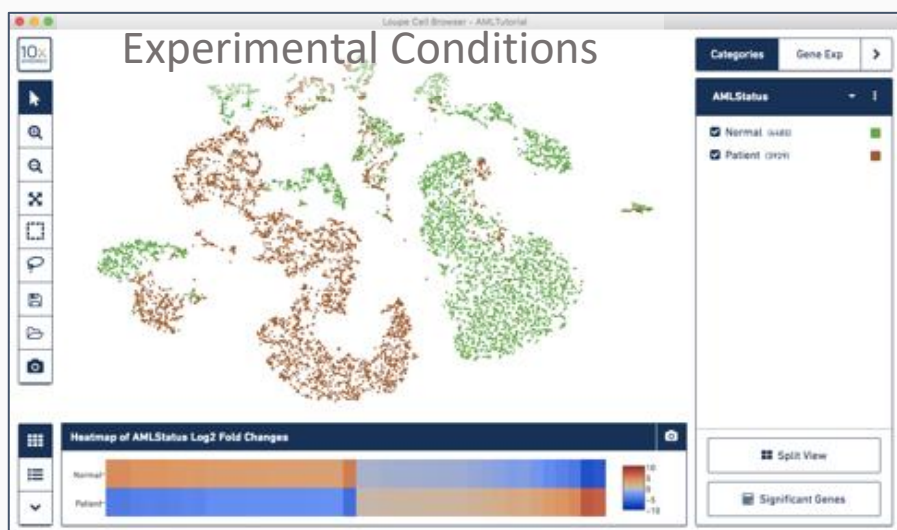 Loupe Cell Browser - AMLTutorial
Experimental Conditions
10x
Categories
Gene Exp
AMLStatus
Normal
Patient
Heatmap of AMLStatus Log2 Fold Changes
Normal
Patient
10
5
0
-5
-10
Split View
Significant Genes